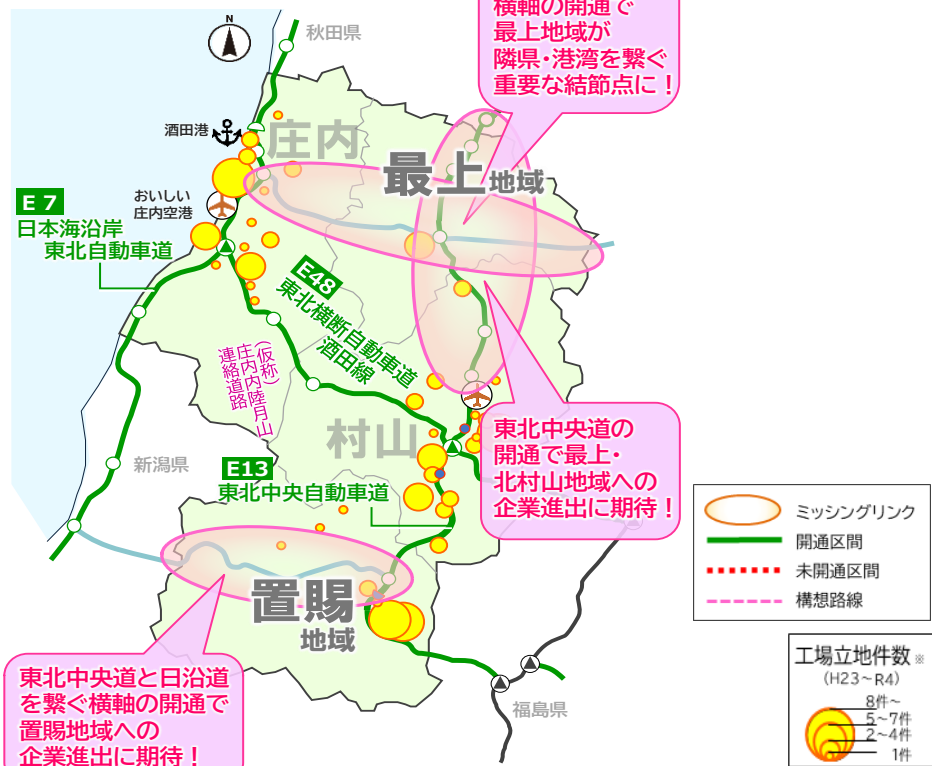 横軸の開通で
最上地域が
隣県・港湾を繋ぐ
重要な結節点に！
N
秋田県
酒田港
庄内
最上地域
おいしい
庄内空港
E7
日本海沿岸
東北自動車道
E48
東北横断自動車道
酒田線
（仮称）
庄内内陸月山
連絡道路
村山
新潟県
E13
東北中央自動車道
東北中央道の
開通で最上・
北村山地域への
企業進出に期待！
置賜
地域
東北中央道と日沿道
を繋ぐ横軸の開通で
置賜地域への
企業進出に期待！
福島県
ミッシングリンク
開通区間
未開通区間
構想路線
工場立地件数※
（H23～R4）
8件～
5～7件
2～4件
1件